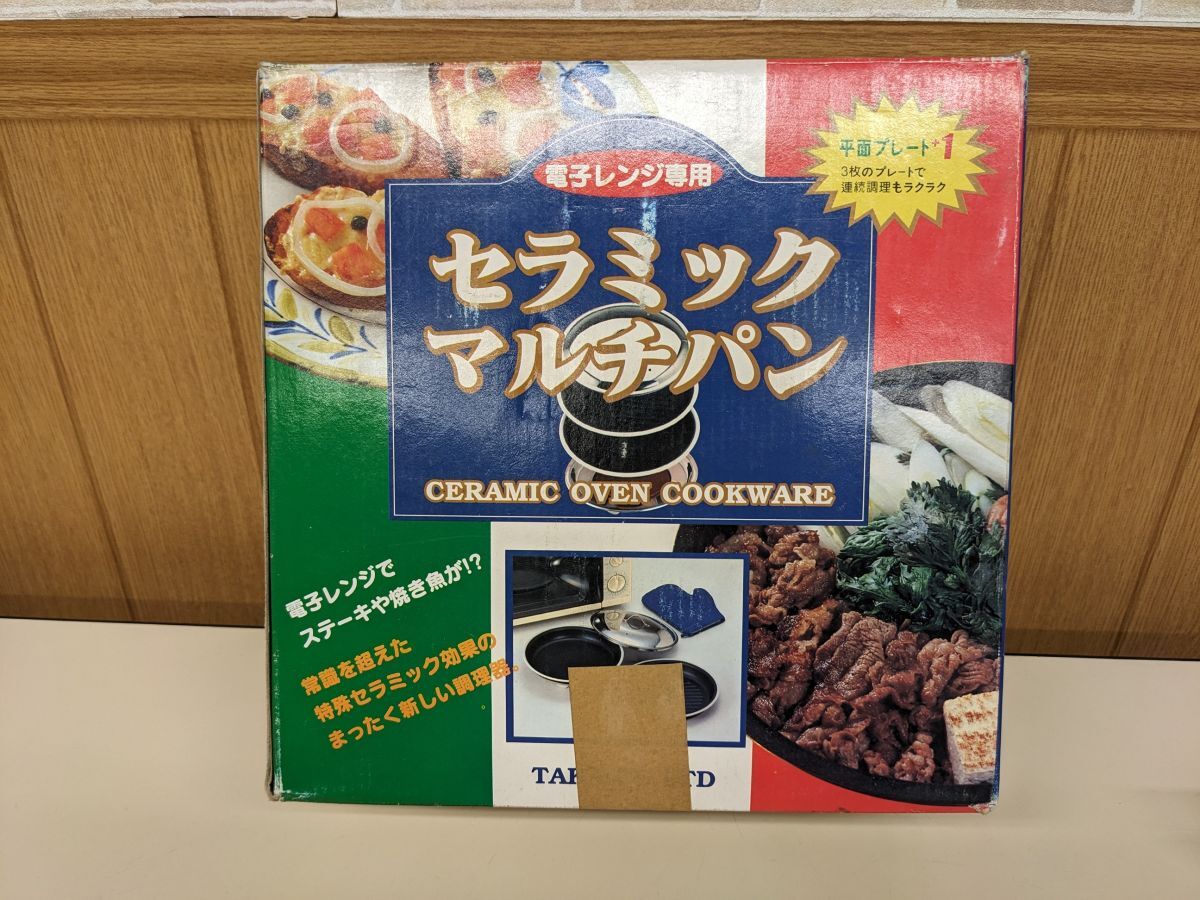 電子レンジ専用
平面プレート+1
3枚のプレートで
連続調理もラクラク
セラミック
マルチパン
CERAMIC OVEN COOKWARE
電子レンジで
ステーキや焼き魚が!?
常識を超えた
特殊セラミック効果の
まったく新しい調理器。